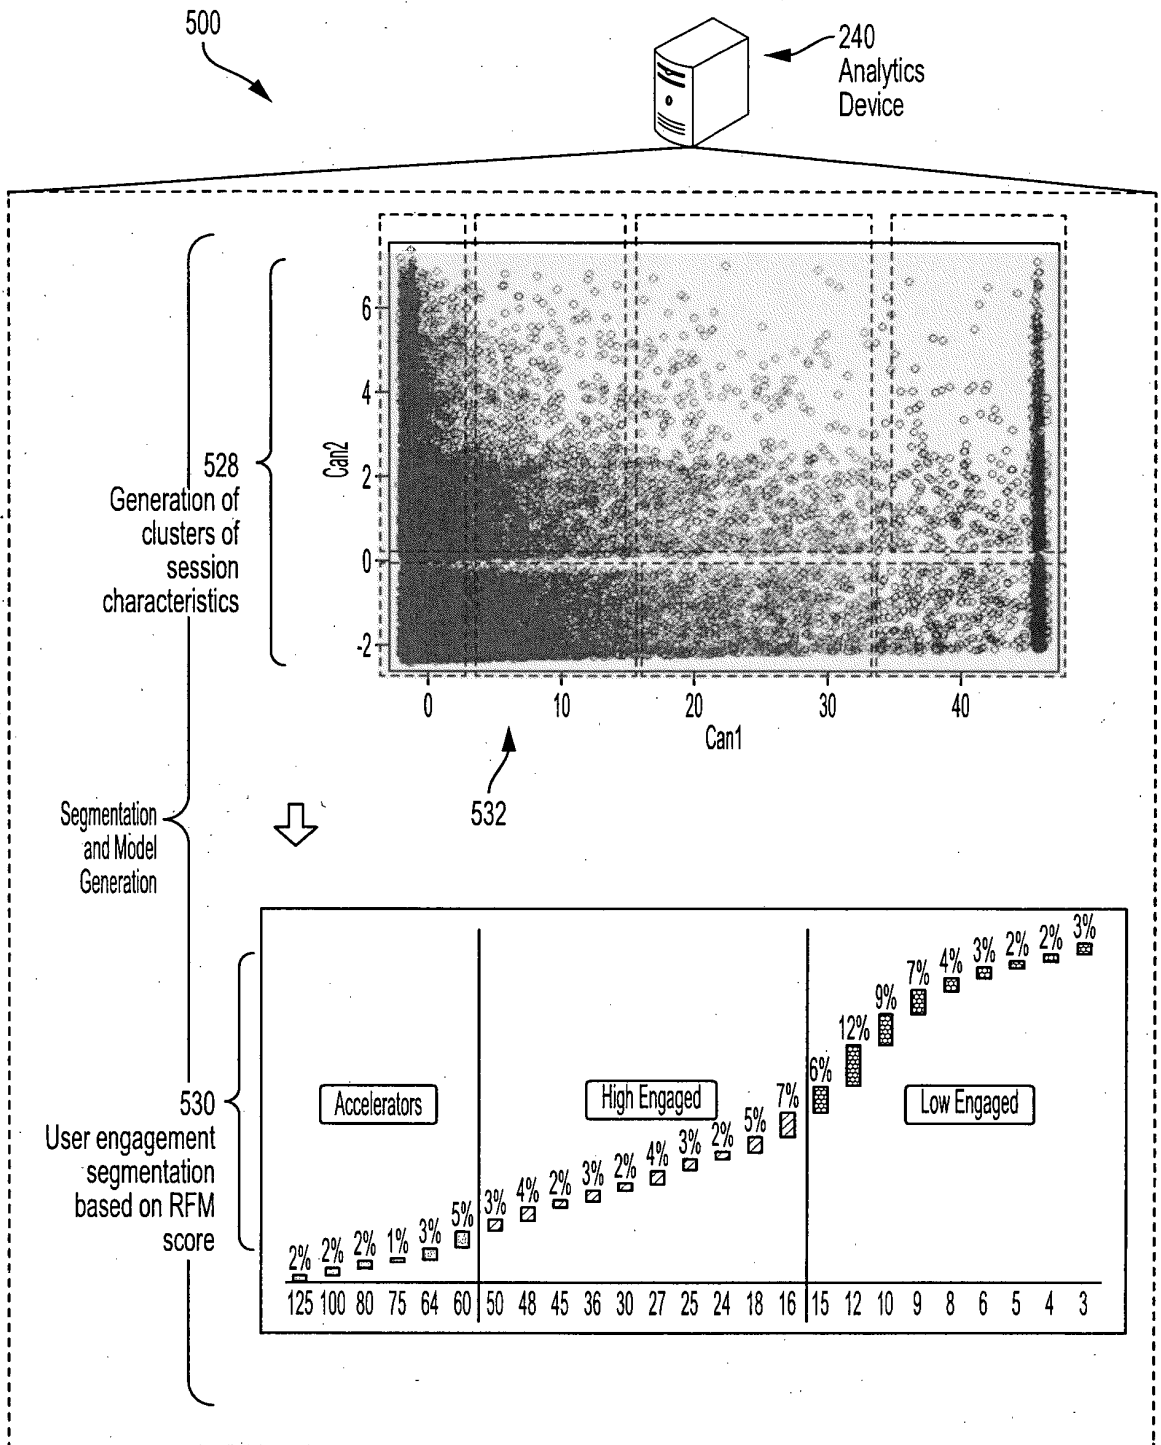 500
240
Analytics
Device
528
Generation of
clusters of
session
characteristics
Can2
6
4
2
0
-2
0 10 20 30 40
Can1
532
Segmentation
and Model
Generation
530
User engagement
segmentation
based on RFM
score
Accelerators
High Engaged
Low Engaged
2% 2% 2% 1% 3% 5% 3% 4% 2% 3% 2% 4% 3% 2% 5% 7% 6% 12% 9% 7% 4% 3% 2% 2% 3%
125 100 80 75 64 60 50 48 45 36 30 27 25 24 18 16 15 12 10 9 8 6 5 4 3